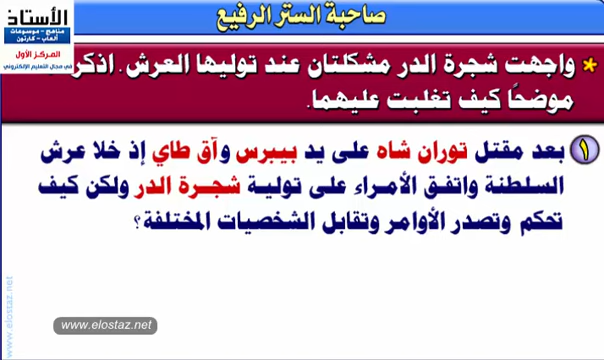 صاحبة الستر الرفيع
الأستاذ
مناهج - موسوعات
ألعاب - كارتون
المركز الأول
في مجال التعليم الإلكتروني
* واجهت شجرة الدر مشكلتان عند توليها العرش. اذكر
موضحًا كيف تغلبت عليهما.
١ بعد مقتل توران شاه على يد بيبرس وآق طاي إذ خلا عرش
السلطنة واتفق الأمراء على تولية شجرة الدر ولكن كيف
تحكم وتصدر الأوامر وتقابل الشخصيات المختلفة؟
www.elostaz.net
www.elostaz.net